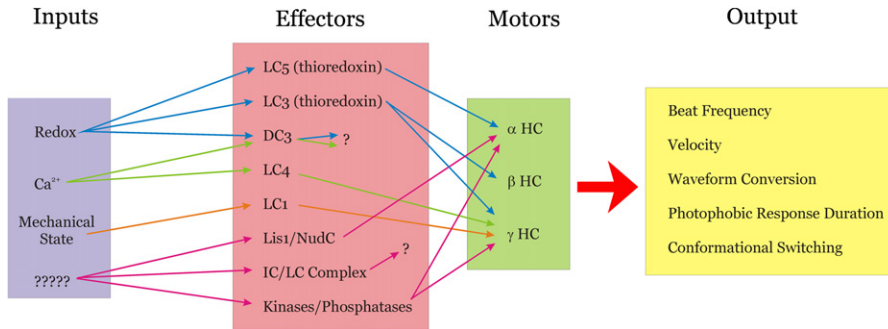 Inputs
Effectors
Motors
Output
Redox
Ca²⁺
Mechanical
State
?????
LC5 (thioredoxin)
LC3 (thioredoxin)
DC3
?
LC4
LC1
Lis1/NudC
?
IC/LC Complex
Kinases/Phosphatases
α HC
β HC
γ HC
Beat Frequency
Velocity
Waveform Conversion
Photophobic Response Duration
Conformational Switching